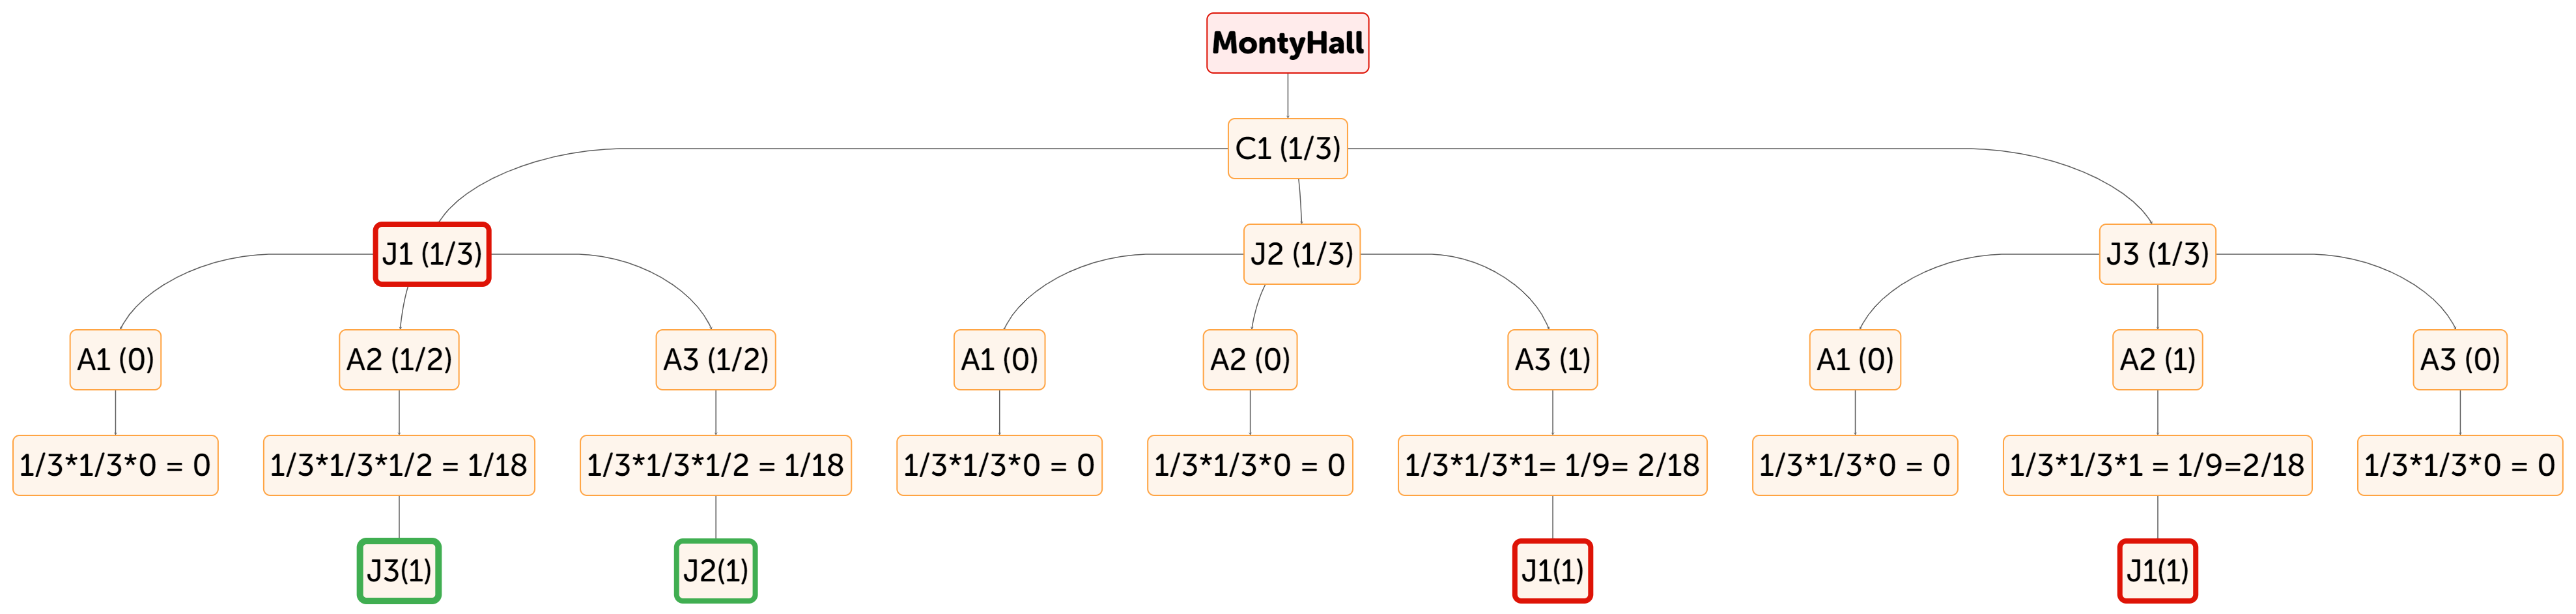 MontyHall
C1 (1/3)
J1 (1/3)
J2 (1/3)
J3 (1/3)
A1 (0)
A2 (1/2)
A3 (1/2)
A1 (0)
A2 (0)
A3 (1)
A1 (0)
A2 (1)
A3 (0)
1/3*1/3*0 = 0
1/3*1/3*1/2 = 1/18
1/3*1/3*1/2 = 1/18
1/3*1/3*0 = 0
1/3*1/3*0 = 0
1/3*1/3*1= 1/9= 2/18
1/3*1/3*0 = 0
1/3*1/3*1 = 1/9=2/18
1/3*1/3*0 = 0
J3(1)
J2(1)
J1(1)
J1(1)